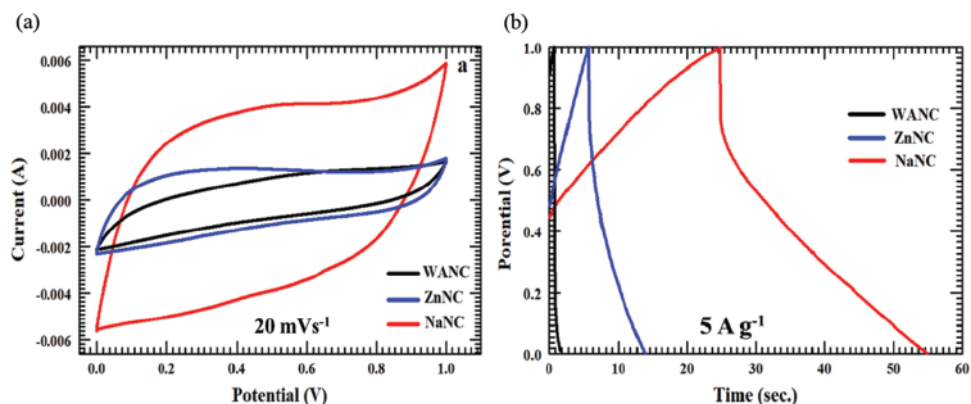 (a)
a
0.006
0.004
0.002
0.000
-0.002
-0.004
-0.006
Current (A)
WANC
ZnNC
NaNC
20 mVs-1
0.0 0.2 0.4 0.6 0.8 1.0
Potential (V)
(b)
1.0
0.8
0.6
0.4
0.2
0.0
Porential (V)
WANC
ZnNC
NaNC
5 A g-1
0 10 20 30 40 50 60
Time (sec.)